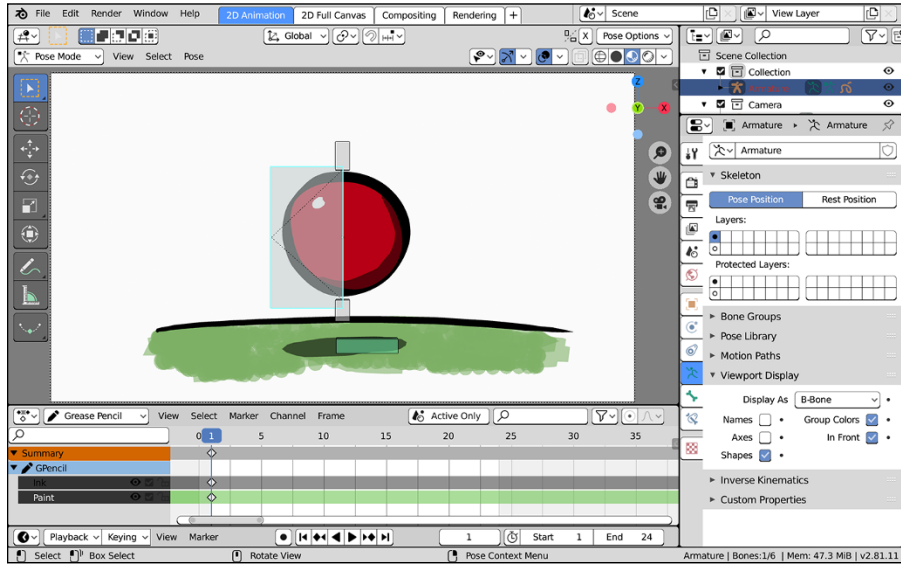 File Edit Render Window Help 2D Animation 2D Full Canvas Compositing Rendering + Scene View Layer
Global X Pose Options
Pose Mode View Select Pose
Scene Collection
Collection
Camera
Z
Y X
Armature Armature
Armature
Skeleton
Pose Position Rest Position
Layers:
Protected Layers:
Bone Groups
Pose Library
Motion Paths
Viewport Display
Display As B-Bone
Names Group Colors
Axes In Front
Shapes
Inverse Kinematics
Custom Properties
Grease Pencil View Select Marker Channel Frame Active Only
0 1 5 10 15 20 25 30 35
Summary
GPencil
Ink
Paint
Playback Keying View Marker 1 Start 1 End 24
Select Box Select Rotate View Pose Context Menu Armature | Bones:1/6 | Mem: 47.3 MiB | v2.81.11